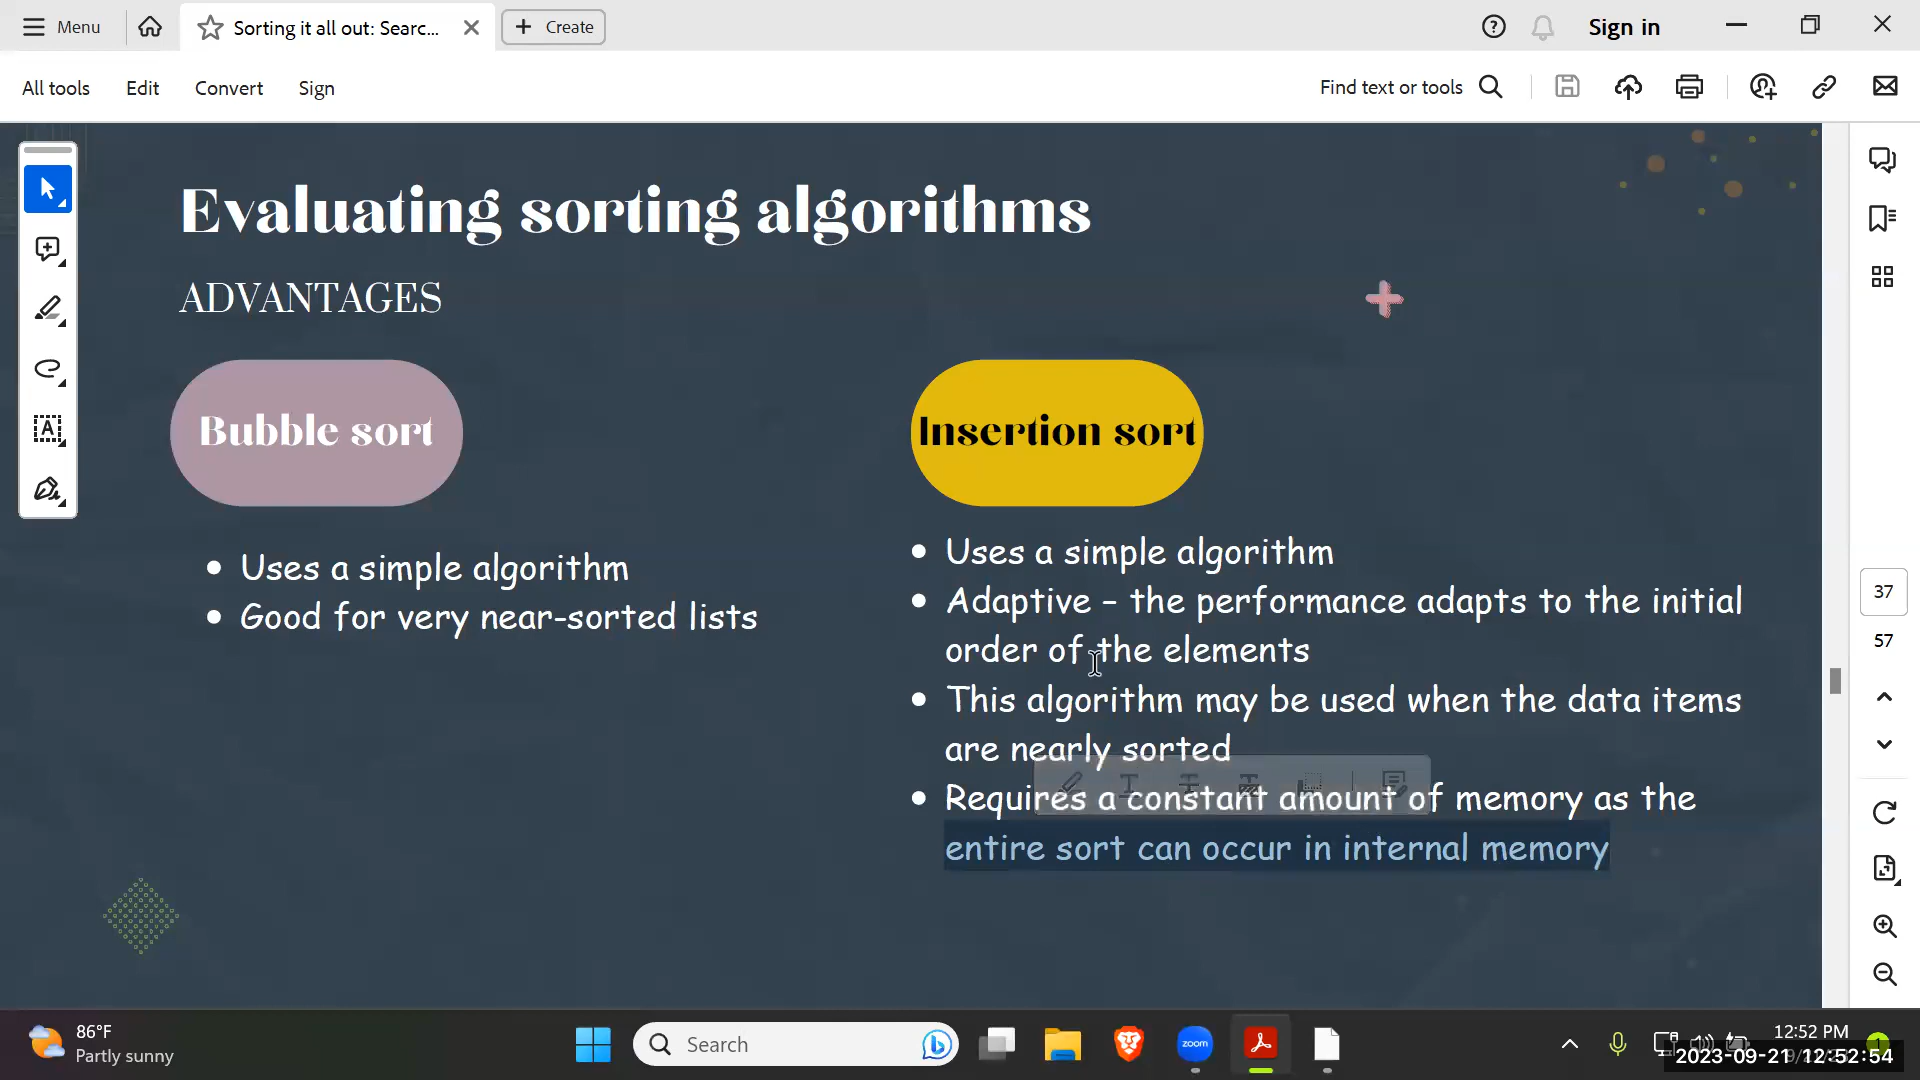 Menu
Sorting it all out: Searc...
Create
Sign in
All tools
Edit
Convert
Sign
Find text or tools
Evaluating sorting algorithms
ADVANTAGES
Bubble sort
• Uses a simple algorithm
• Good for very near-sorted lists
Insertion sort
• Uses a simple algorithm
• Adaptive – the performance adapts to the initial
order of the elements
• This algorithm may be used when the data items
are nearly sorted
• Requires a constant amount of memory as the
entire sort can occur in internal memory
A
37
57
86°F
Partly sunny
Search
zoom
12:52 PM
2023-09-21 12:52:54